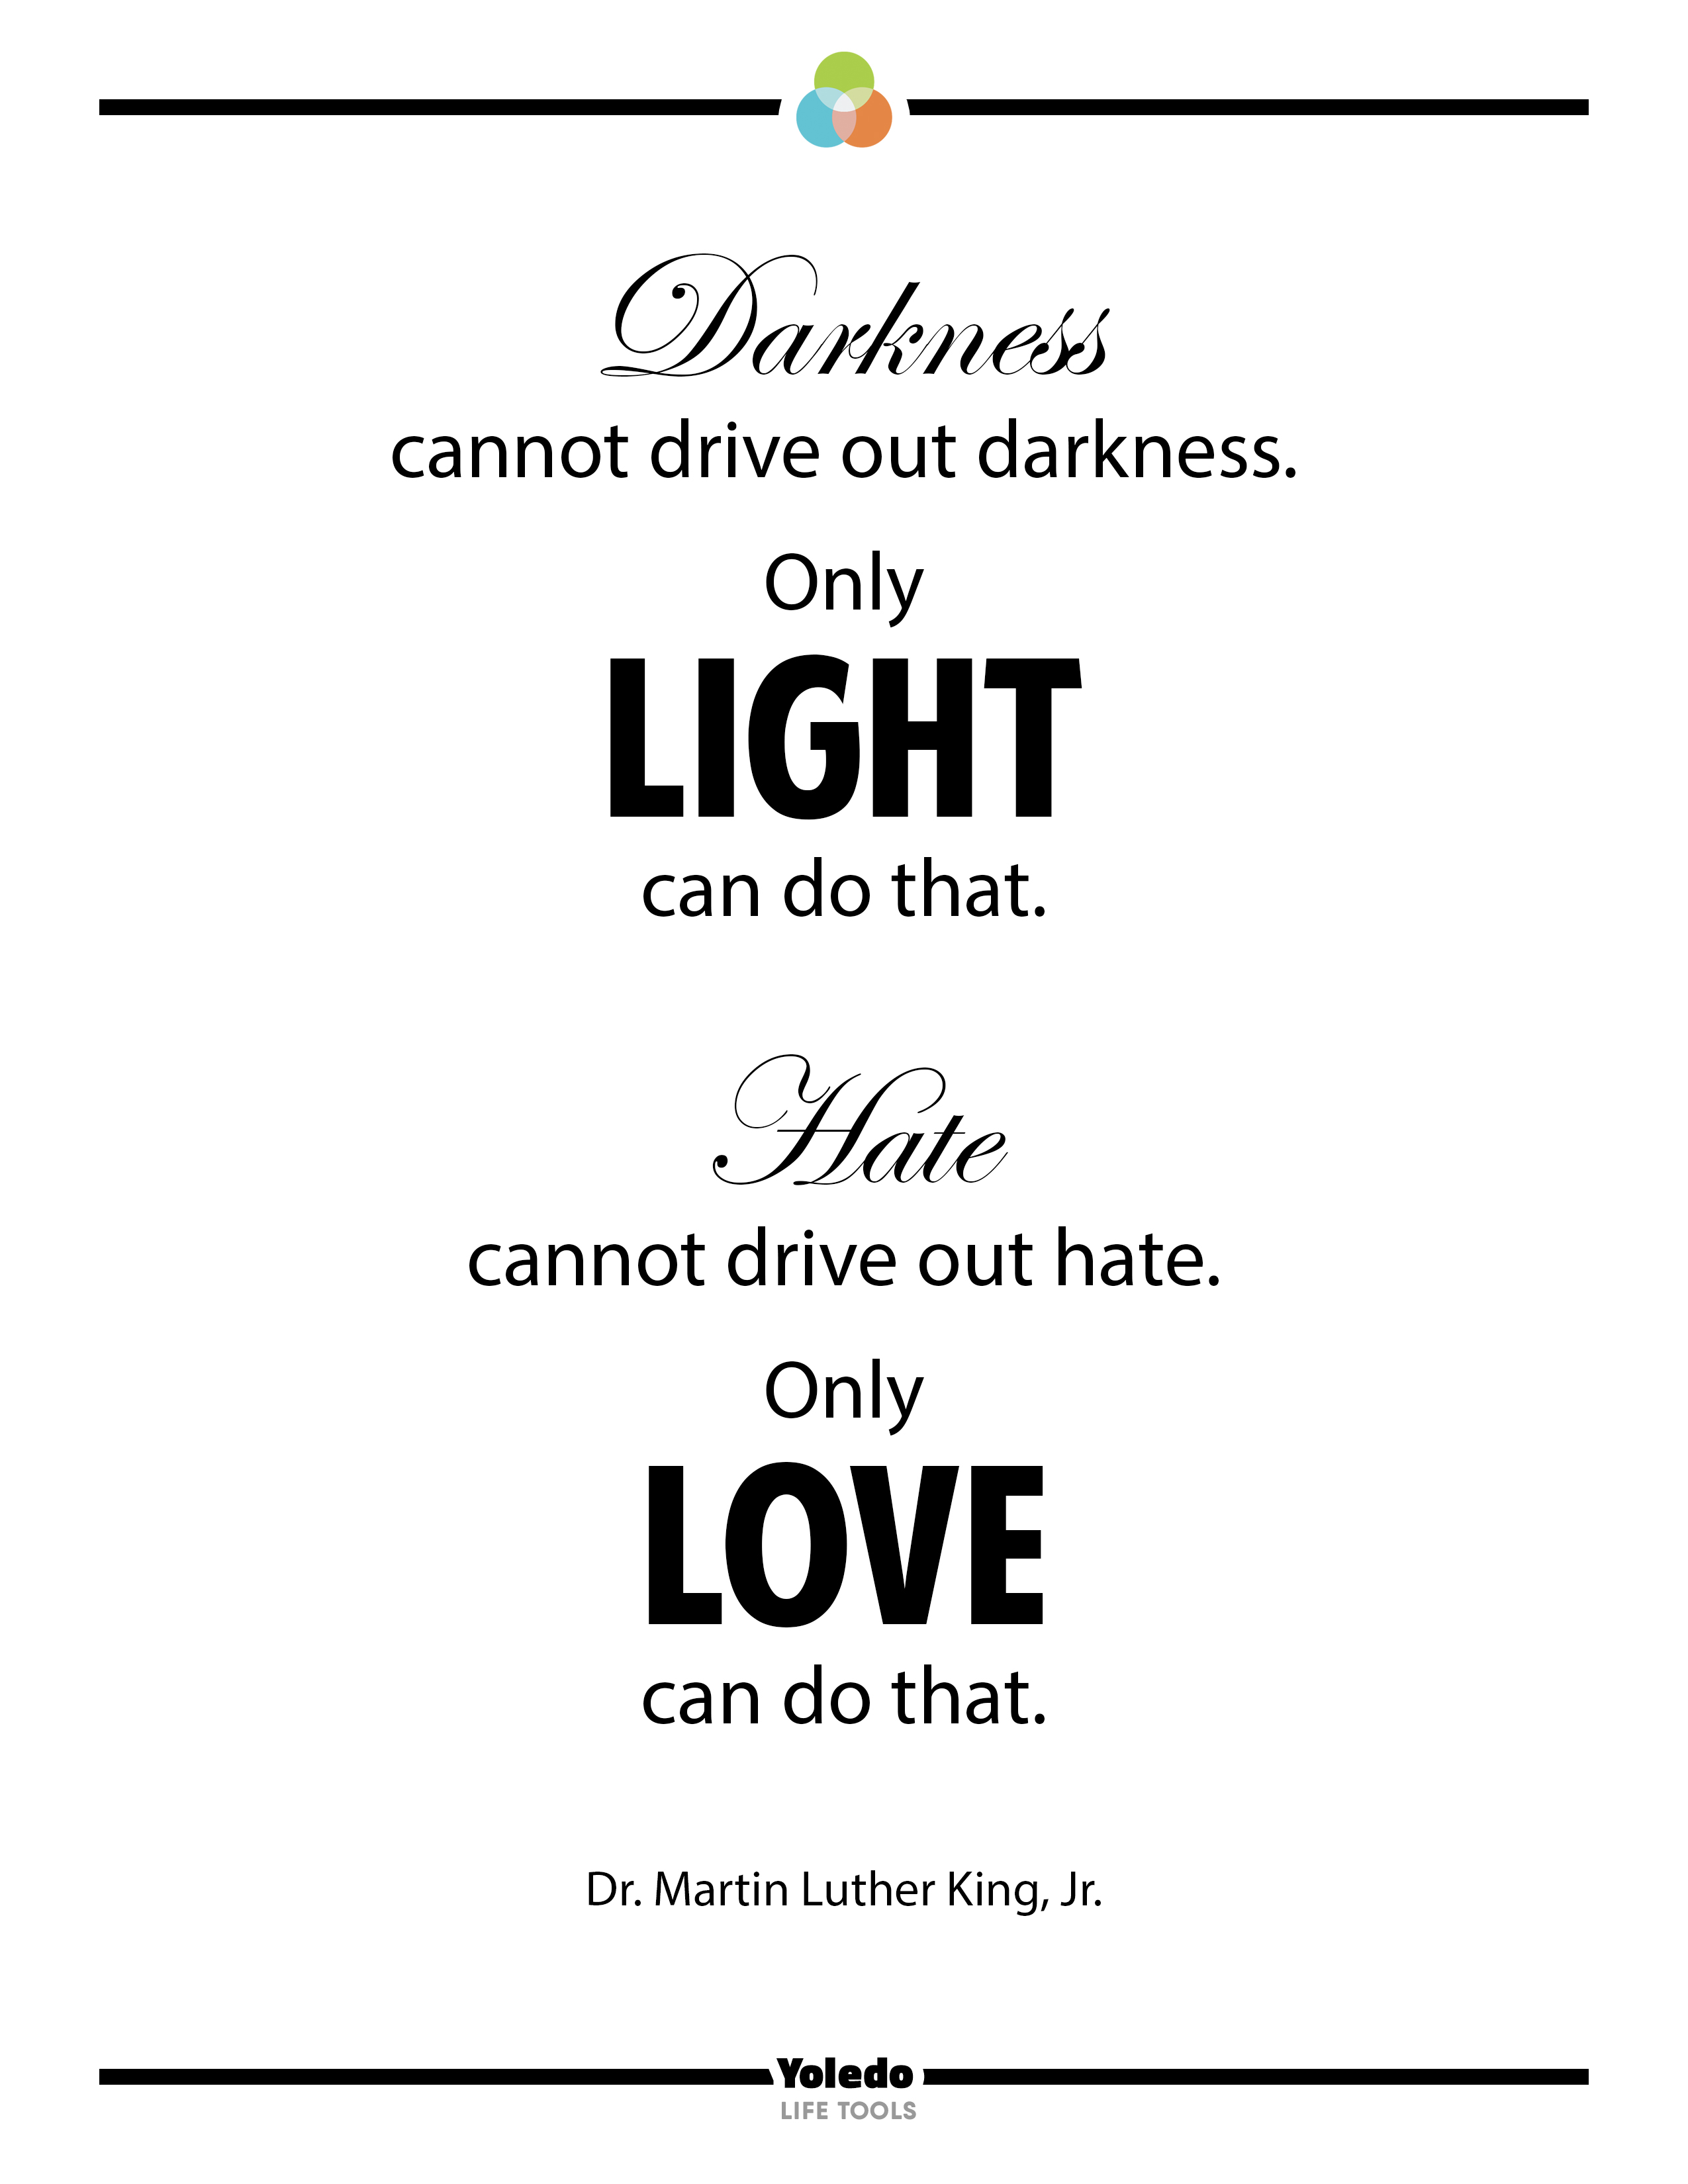 Darkness
cannot drive out darkness.
Only
LIGHT
can do that.
Hate
cannot drive out hate.
Only
LOVE
can do that.
Dr. Martin Luther King, Jr.
Yoledo
LIFE TOOLS